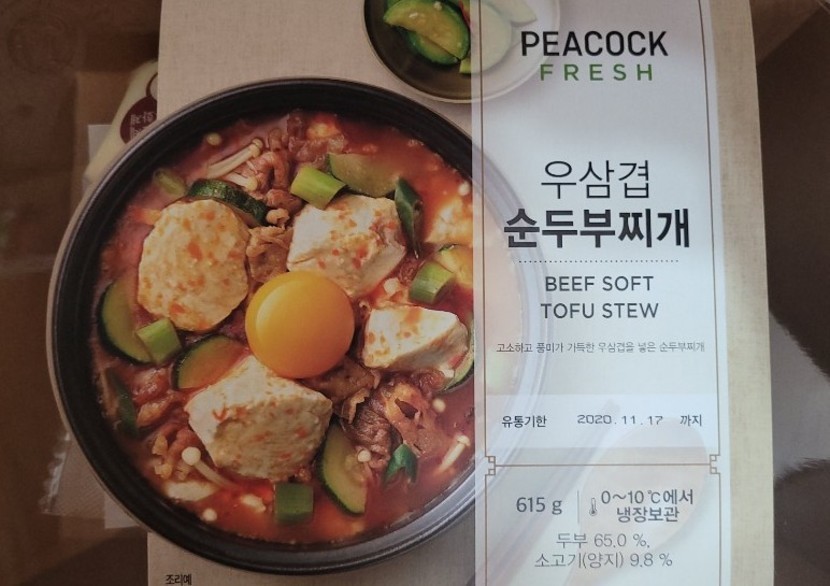 PEACOCK
FRESH
우삼겹
순두부찌개
BEEF SOFT
TOFU STEW
고소하고 풍미가 가득한 우삼겹을 넣은 순두부찌개
유통기한 2020.11.17 까지
615 g 0~10℃에서
냉장보관
두부 65.0 %,
소고기(양지) 9.8 %
조리예